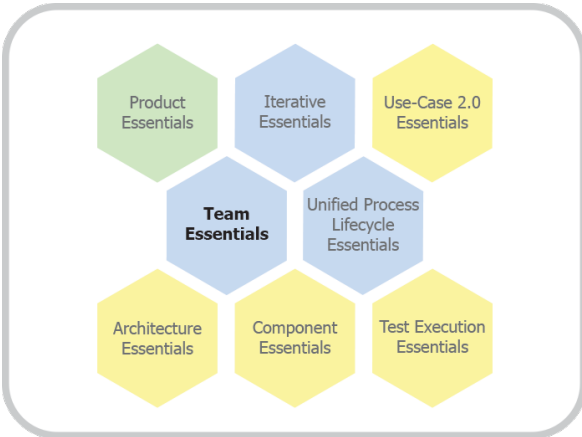 Product
Essentials
Iterative
Essentials
Use-Case 2.0
Essentials
Team
Essentials
Unified Process
Lifecycle
Essentials
Architecture
Essentials
Component
Essentials
Test Execution
Essentials